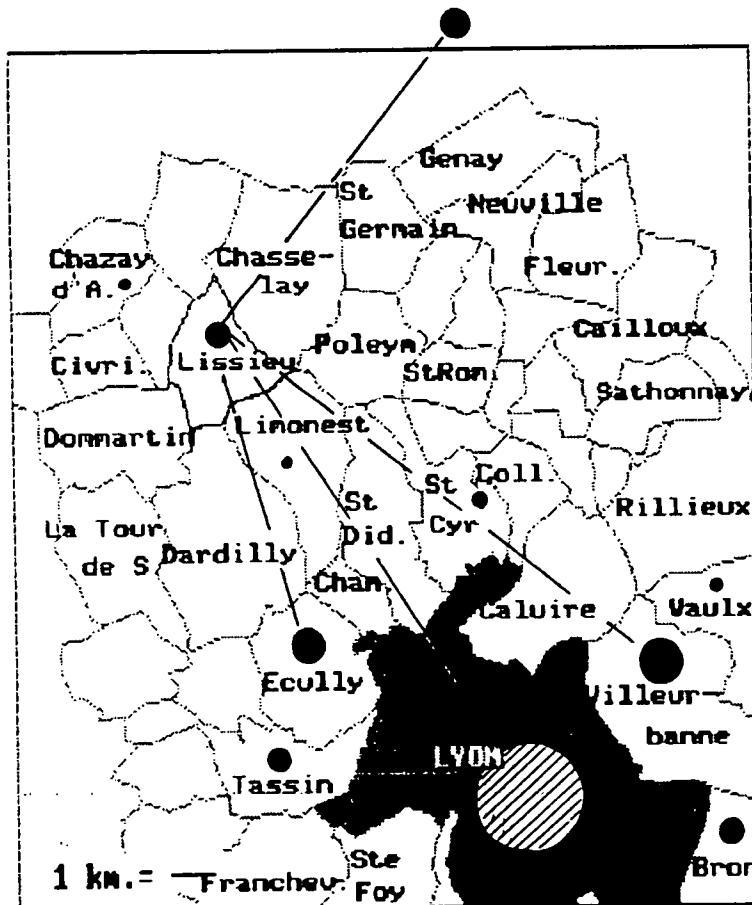 Genay
St
Neuville
Germain
Chazay
d'A.
Chasse-
lay
Fleur.
Cailloux
Poleym
Civri.
Lissieu
StRom.
Sathonnay
Limonest
Dommartin
St
Coll.
St
Cyr
Rillieux
La Tour
de S
Dardilly
Did.
Cham
Caluire
Vaulx
Ecully
Villeur-
banne
LYON
Tassin
Bron
1 km.=
Franchev.
Ste
Foy